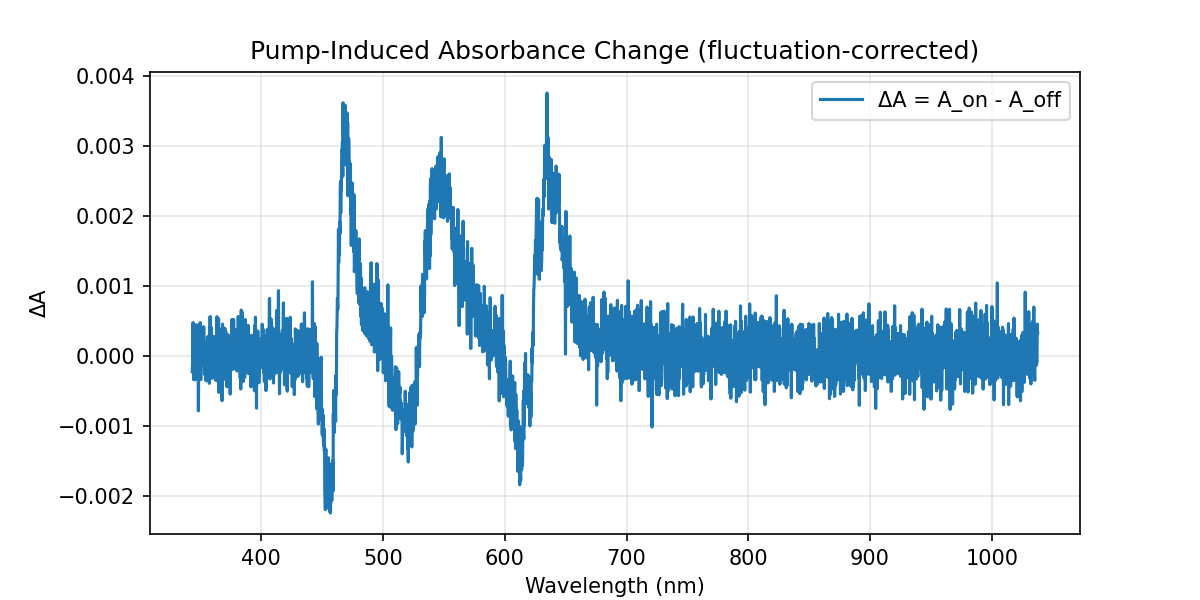 Pump-Induced Absorbance Change (fluctuation-corrected)
ΔA = A_on - A_off
0.004
0.003
0.002
0.001
0.000
−0.001
−0.002
ΔA
400 500 600 700 800 900 1000
Wavelength (nm)